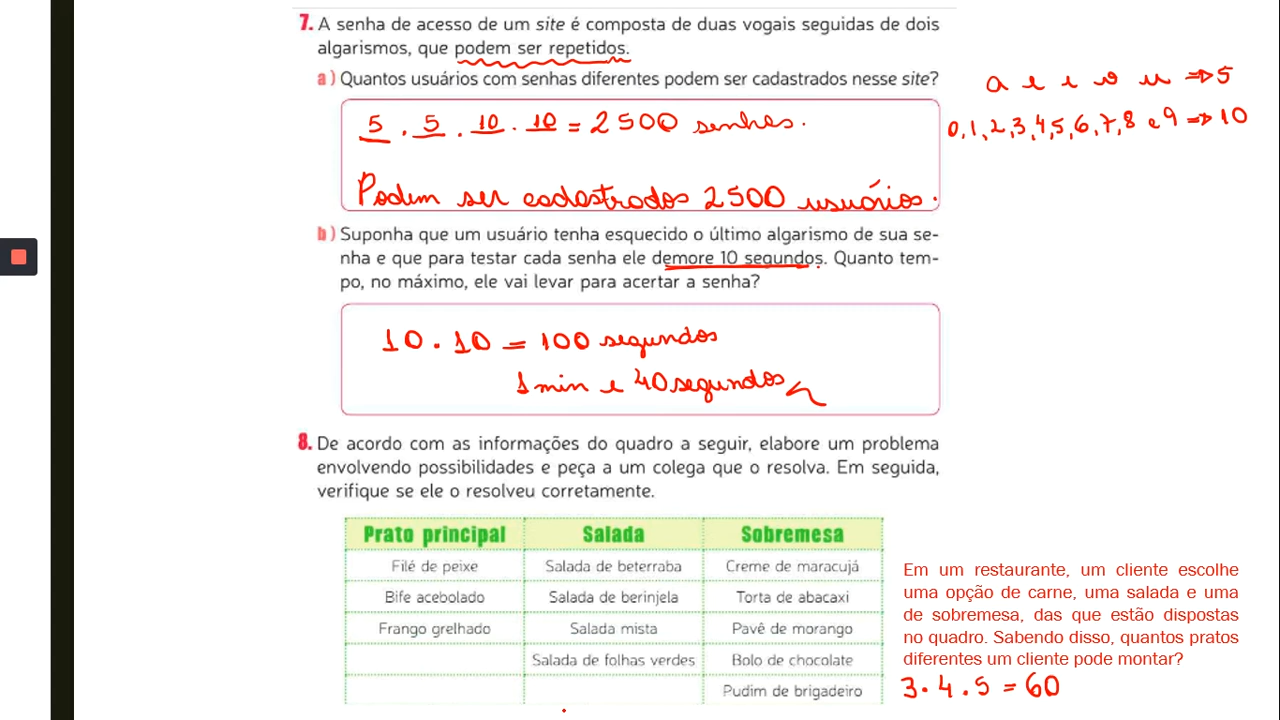 7. A senha de acesso de um site é composta de duas vogais seguidas de dois
algarismos, que podem ser repetidos.
a) Quantos usuários com senhas diferentes podem ser cadastrados nesse site?
a e i o u => 5
5 . 5 . 10 . 10 = 2500 senhas.
0,1,2,3,4,5,6,7,8 e 9 => 10
Podem ser cadastrados 2500 usuários.
b) Suponha que um usuário tenha esquecido o último algarismo de sua se-
nha e que para testar cada senha ele demore 10 segundos. Quanto tem-
po, no máximo, ele vai levar para acertar a senha?
10 . 10 = 100 segundos
1 min e 40 segundos
8. De acordo com as informações do quadro a seguir, elabore um problema
envolvendo possibilidades e peça a um colega que o resolva. Em seguida,
verifique se ele o resolveu corretamente.
Prato principal Salada Sobremesa
Filé de peixe Salada de beterraba Creme de maracujá
Bife acebolado Salada de berinjela Torta de abacaxi
Frango grelhado Salada mista Pavê de morango
Salada de folhas verdes Bolo de chocolate
Pudim de brigadeiro
Em um restaurante, um cliente escolhe
uma opção de carne, uma salada e uma
de sobremesa, das que estão dispostas
no quadro. Sabendo disso, quantos pratos
diferentes um cliente pode montar?
3 . 4 . 5 = 60